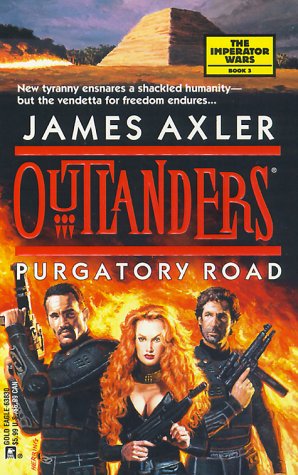 THE
IMPERATOR
WARS
BOOK 3
New tyranny ensnares a shackled humanity—
but the vendetta for freedom endures...
JAMES AXLER
OUTLANDERS®
PURGATORY ROAD
GOLD EAGLE 63830